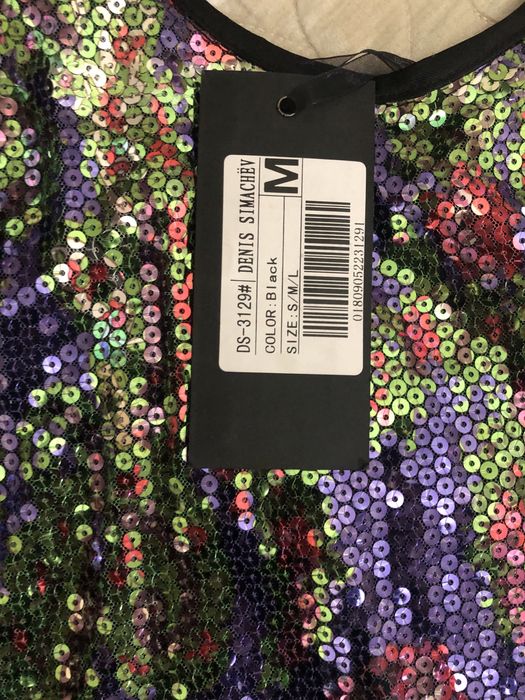 DS-3129# DENIS SIMACHËV
COLOR:Black
SIZE:S/M/L
M
01809052231291